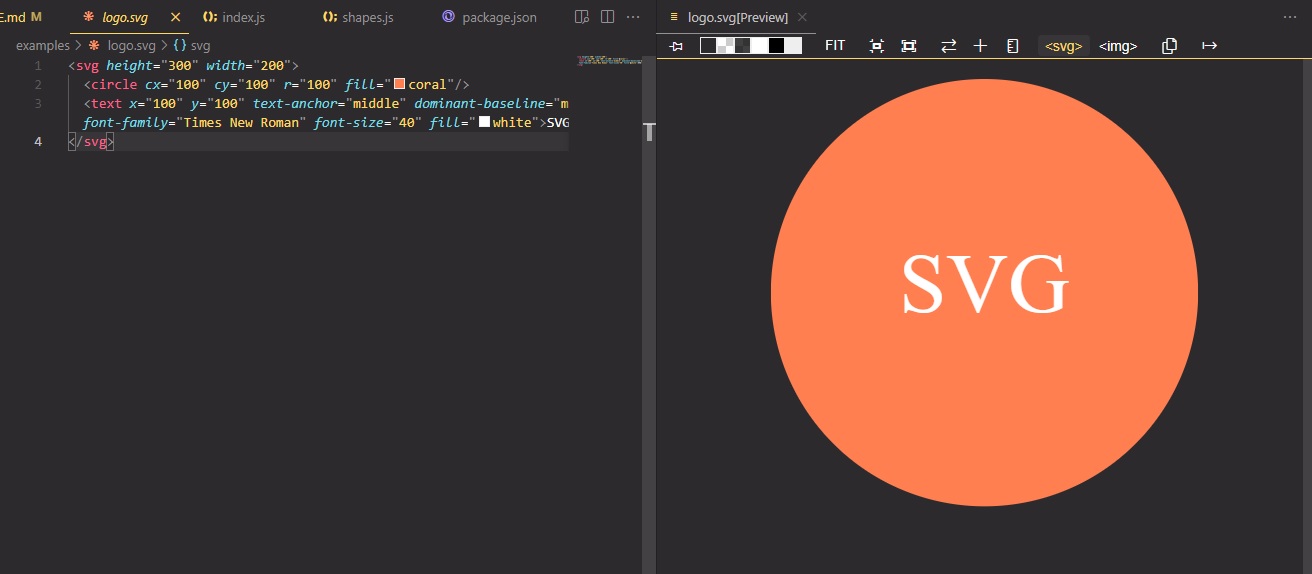 E.md M logo.svg index.js shapes.js package.json
examples > logo.svg > {} svg
1 <svg height="300" width="200">
2 <circle cx="100" cy="100" r="100" fill="coral"/>
3 <text x="100" y="100" text-anchor="middle" dominant-baseline="m
font-family="Times New Roman" font-size="40" fill="white">SVG
4 </svg>
logo.svg[Preview]
FIT <svg> <img>
SVG